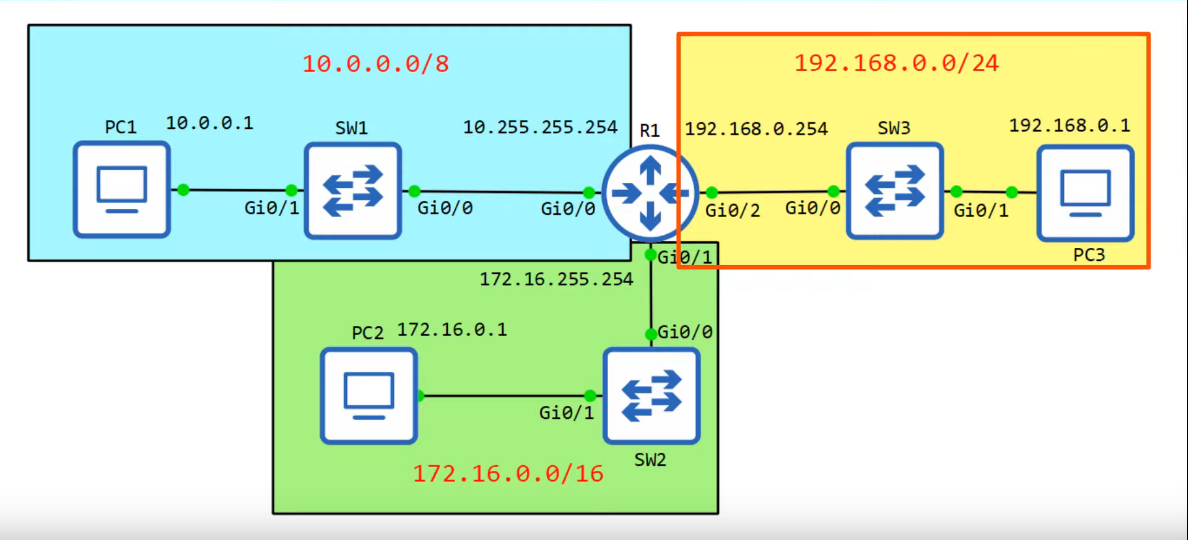 10.0.0.0/8
192.168.0.0/24
PC1
10.0.0.1
SW1
10.255.255.254
R1
192.168.0.254
SW3
192.168.0.1
Gi0/1
Gi0/0
Gi0/0
Gi0/2
Gi0/0
Gi0/1
PC3
Gi0/1
172.16.255.254
PC2
172.16.0.1
Gi0/0
Gi0/1
SW2
172.16.0.0/16